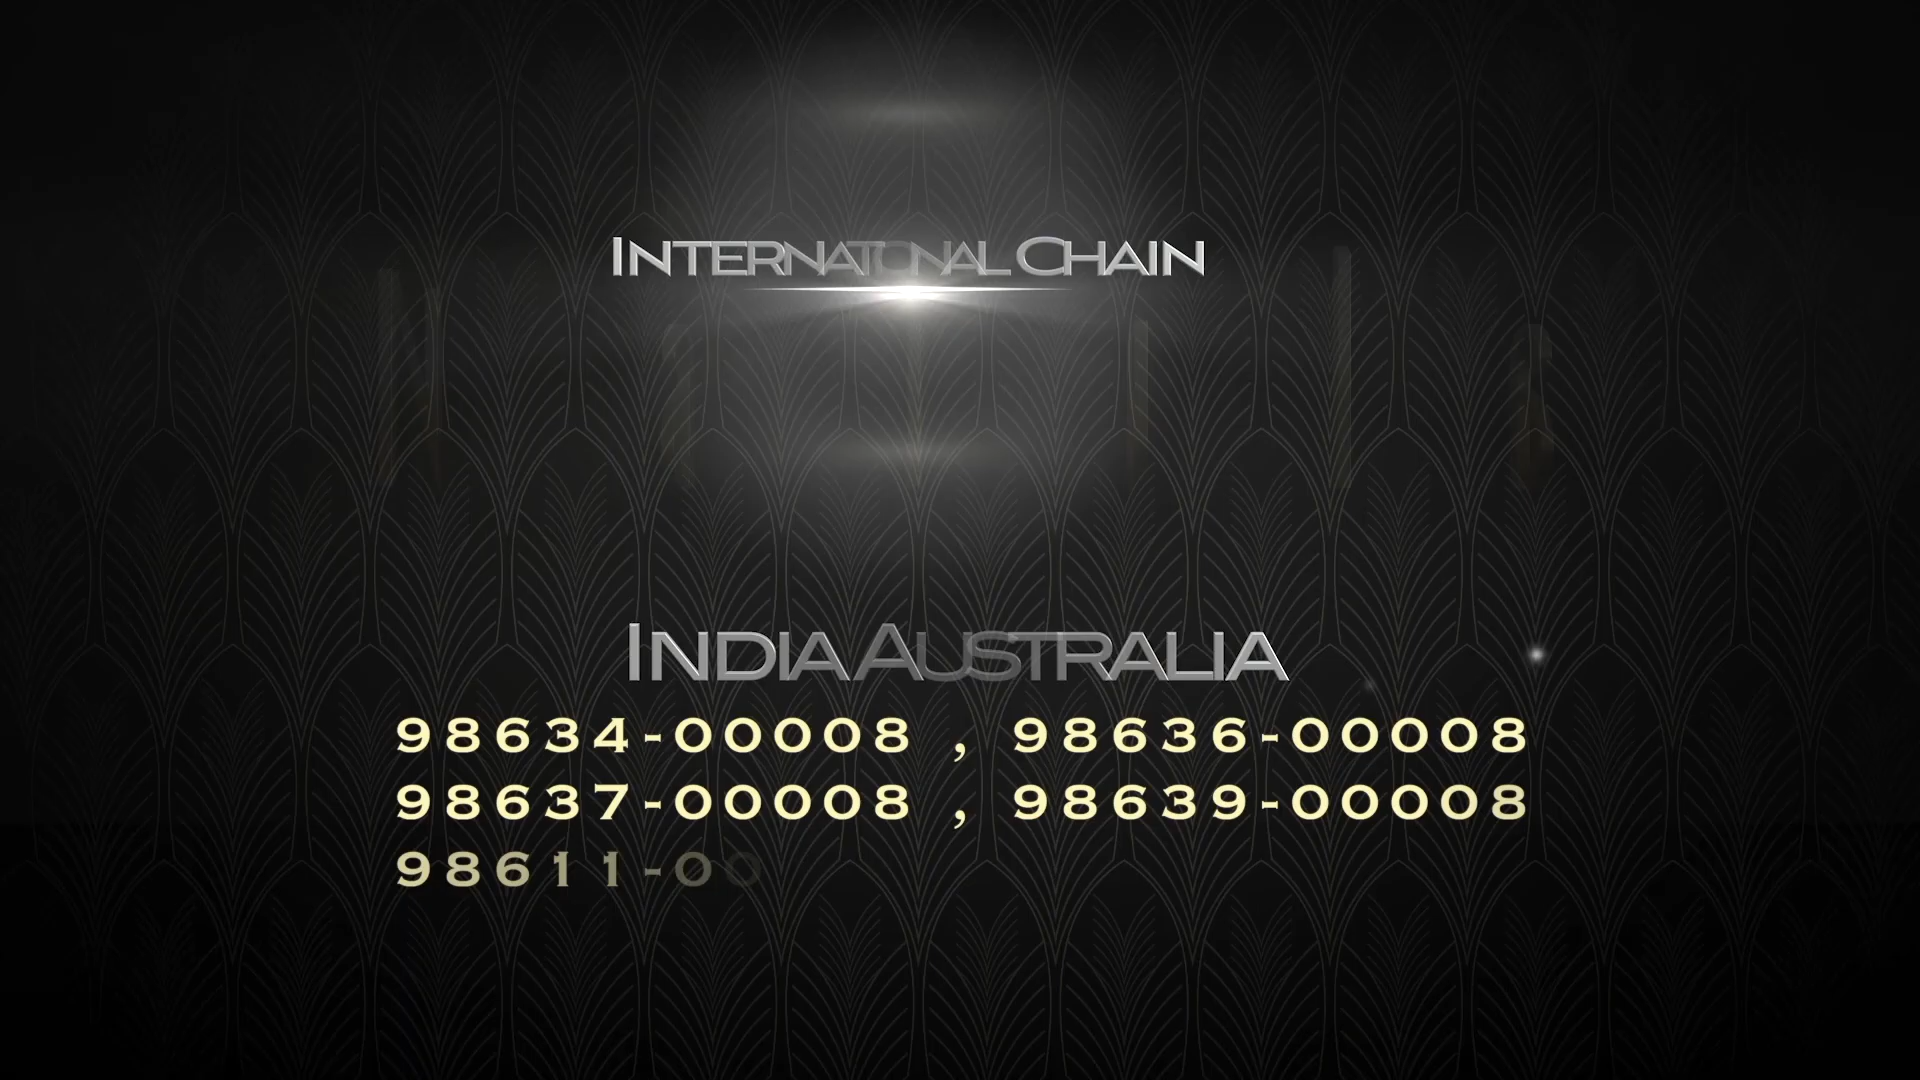 International Chain
India Australia
98634-00008 , 98636-00008
98637-00008 , 98639-00008
98611-00